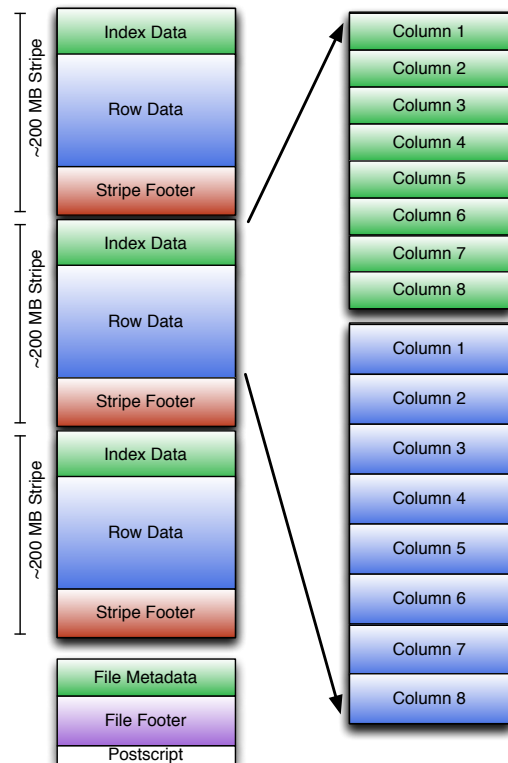 ~200 MB Stripe
Index Data
Row Data
Stripe Footer
~200 MB Stripe
Index Data
Row Data
Stripe Footer
~200 MB Stripe
Index Data
Row Data
Stripe Footer
File Metadata
File Footer
Postscript
Column 1
Column 2
Column 3
Column 4
Column 5
Column 6
Column 7
Column 8
Column 1
Column 2
Column 3
Column 4
Column 5
Column 6
Column 7
Column 8